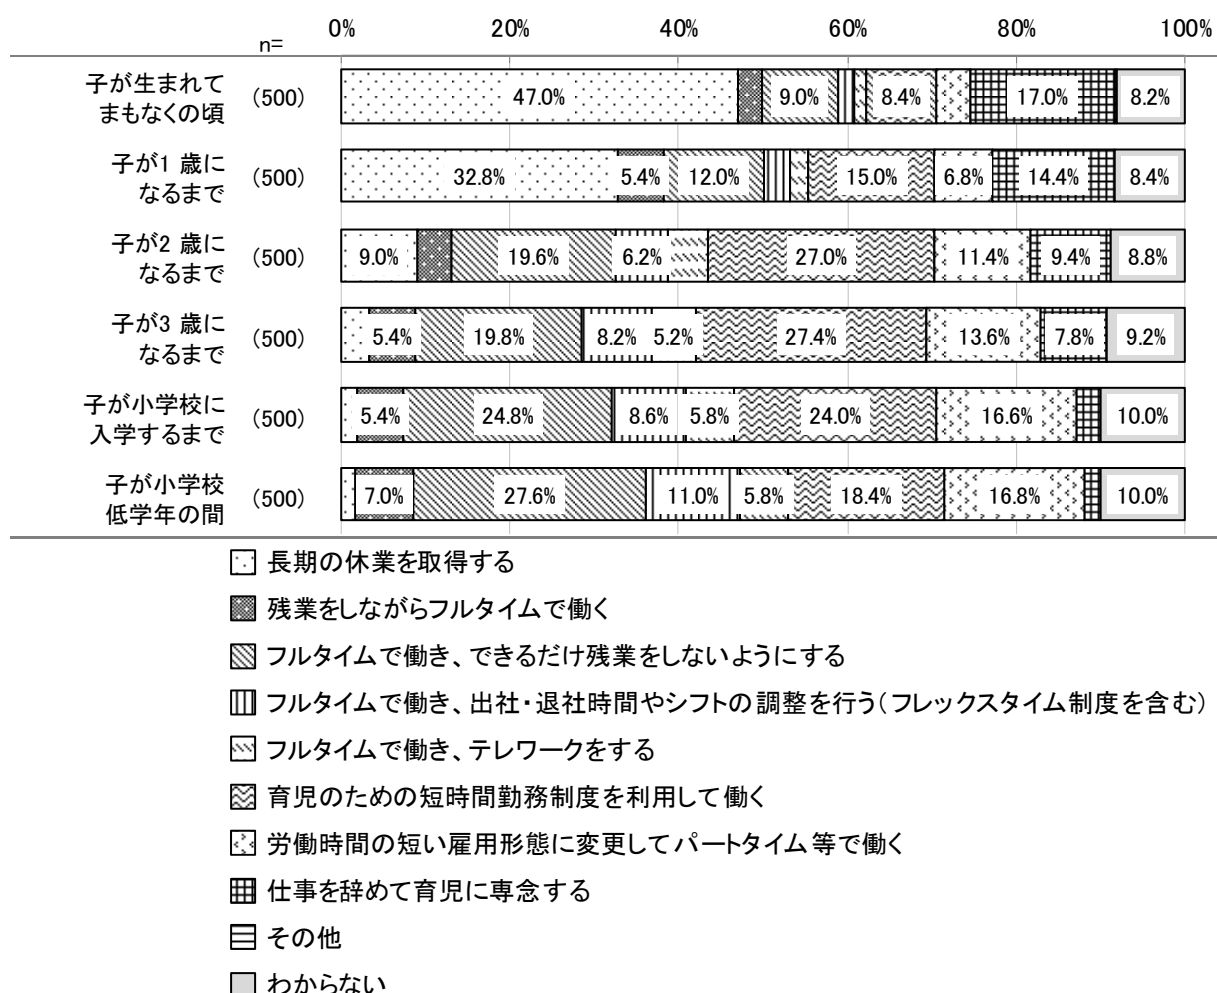 0% 20% 40% 60% 80% 100%
n=
子が生まれて
まもなくの頃 (500) 47.0% 9.0% 8.4% 17.0% 8.2%
子が1 歳に
なるまで (500) 32.8% 5.4% 12.0% 15.0% 6.8% 14.4% 8.4%
子が2 歳に
なるまで (500) 9.0% 19.6% 6.2% 27.0% 11.4% 9.4% 8.8%
子が3 歳に
なるまで (500) 5.4% 19.8% 8.2% 5.2% 27.4% 13.6% 7.8% 9.2%
子が小学校に
入学するまで (500) 5.4% 24.8% 8.6% 5.8% 24.0% 16.6% 10.0%
子が小学校
低学年の間 (500) 7.0% 27.6% 11.0% 5.8% 18.4% 16.8% 10.0%
長期の休業を取得する
残業をしながらフルタイムで働く
フルタイムで働き、できるだけ残業をしないようにする
フルタイムで働き、出社・退社時間やシフトの調整を行う(フレックスタイム制度を含む)
フルタイムで働き、テレワークをする
育児のための短時間勤務制度を利用して働く
労働時間の短い雇用形態に変更してパートタイム等で働く
仕事を辞めて育児に専念する
その他
わからない